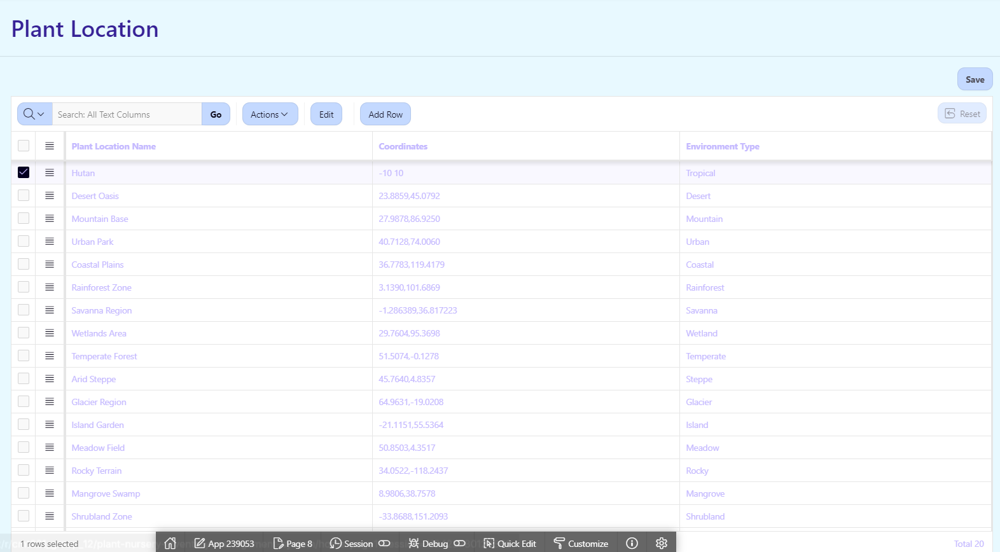 Plant Location
Save
Search: All Text Columns Go Actions Edit Add Row Reset
Plant Location Name Coordinates Environment Type
Hutan -10 10 Tropical
Desert Oasis 23.8859,45.0792 Desert
Mountain Base 27.9878,86.9250 Mountain
Urban Park 40.7128,74.0060 Urban
Coastal Plains 36.7783,119.4179 Coastal
Rainforest Zone 3.1390,101.6869 Rainforest
Savanna Region -1.286389,36.817223 Savanna
Wetlands Area 29.7604,95.3698 Wetland
Temperate Forest 51.5074,-0.1278 Temperate
Arid Steppe 45.7640,4.8357 Steppe
Glacier Region 64.9631,-19.0208 Glacier
Island Garden -21.1151,55.5364 Island
Meadow Field 50.8503,4.3517 Meadow
Rocky Terrain 34.0522,-118.2437 Rocky
Mangrove Swamp 8.9806,38.7578 Mangrove
Shrubland Zone -33.8688,151.2093 Shrubland
1 rows selected App 239053 Page 8 Session Debug Quick Edit Customize Total 20